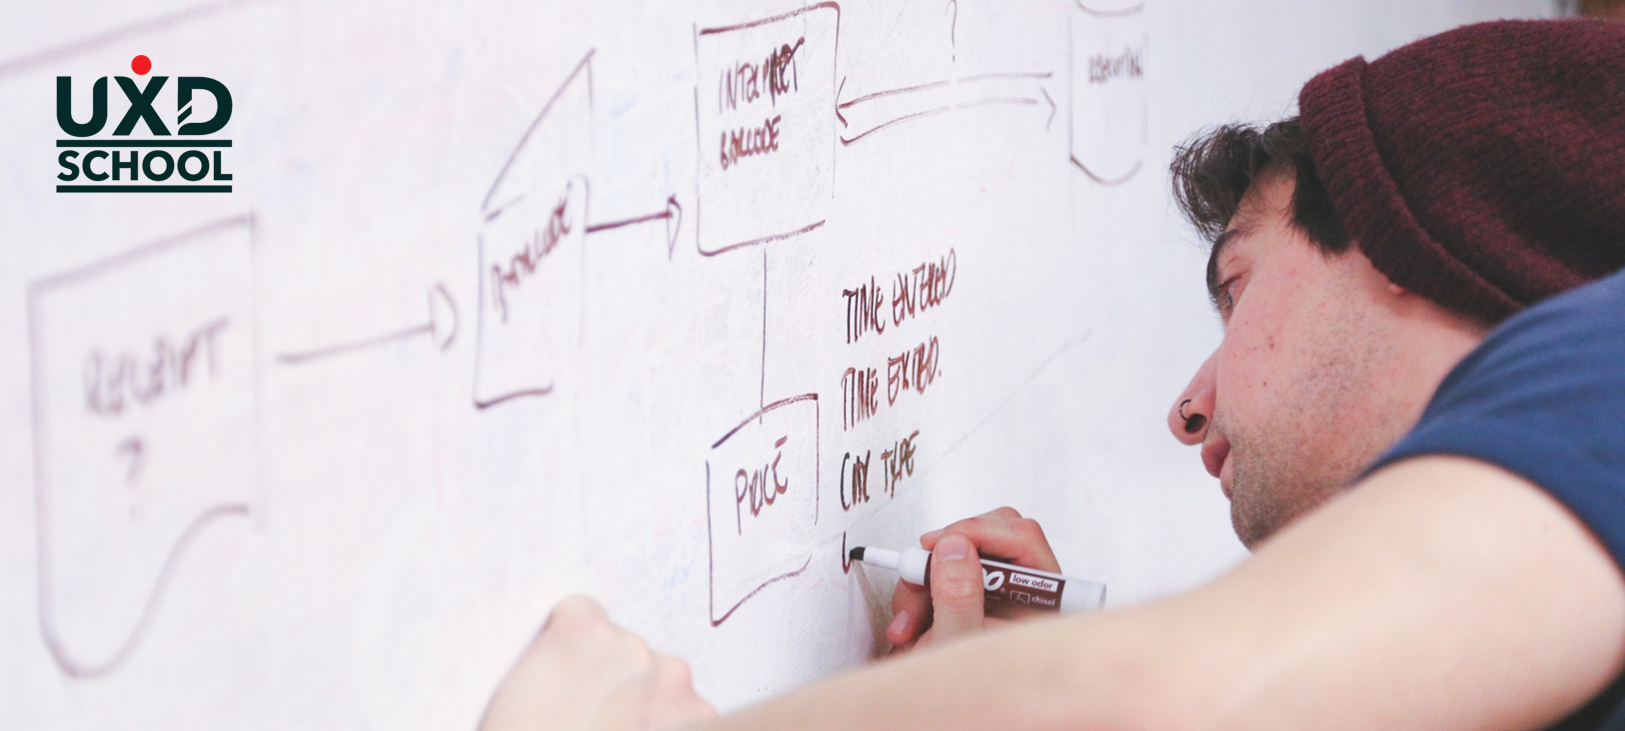 UXD
SCHOOL
RECEIPT
?
BARCODE
INTERPRET
BARCODE
?
PRICE
TIME ENTERED
TIME EXITED.
CAR TYPE
low odor
chisel